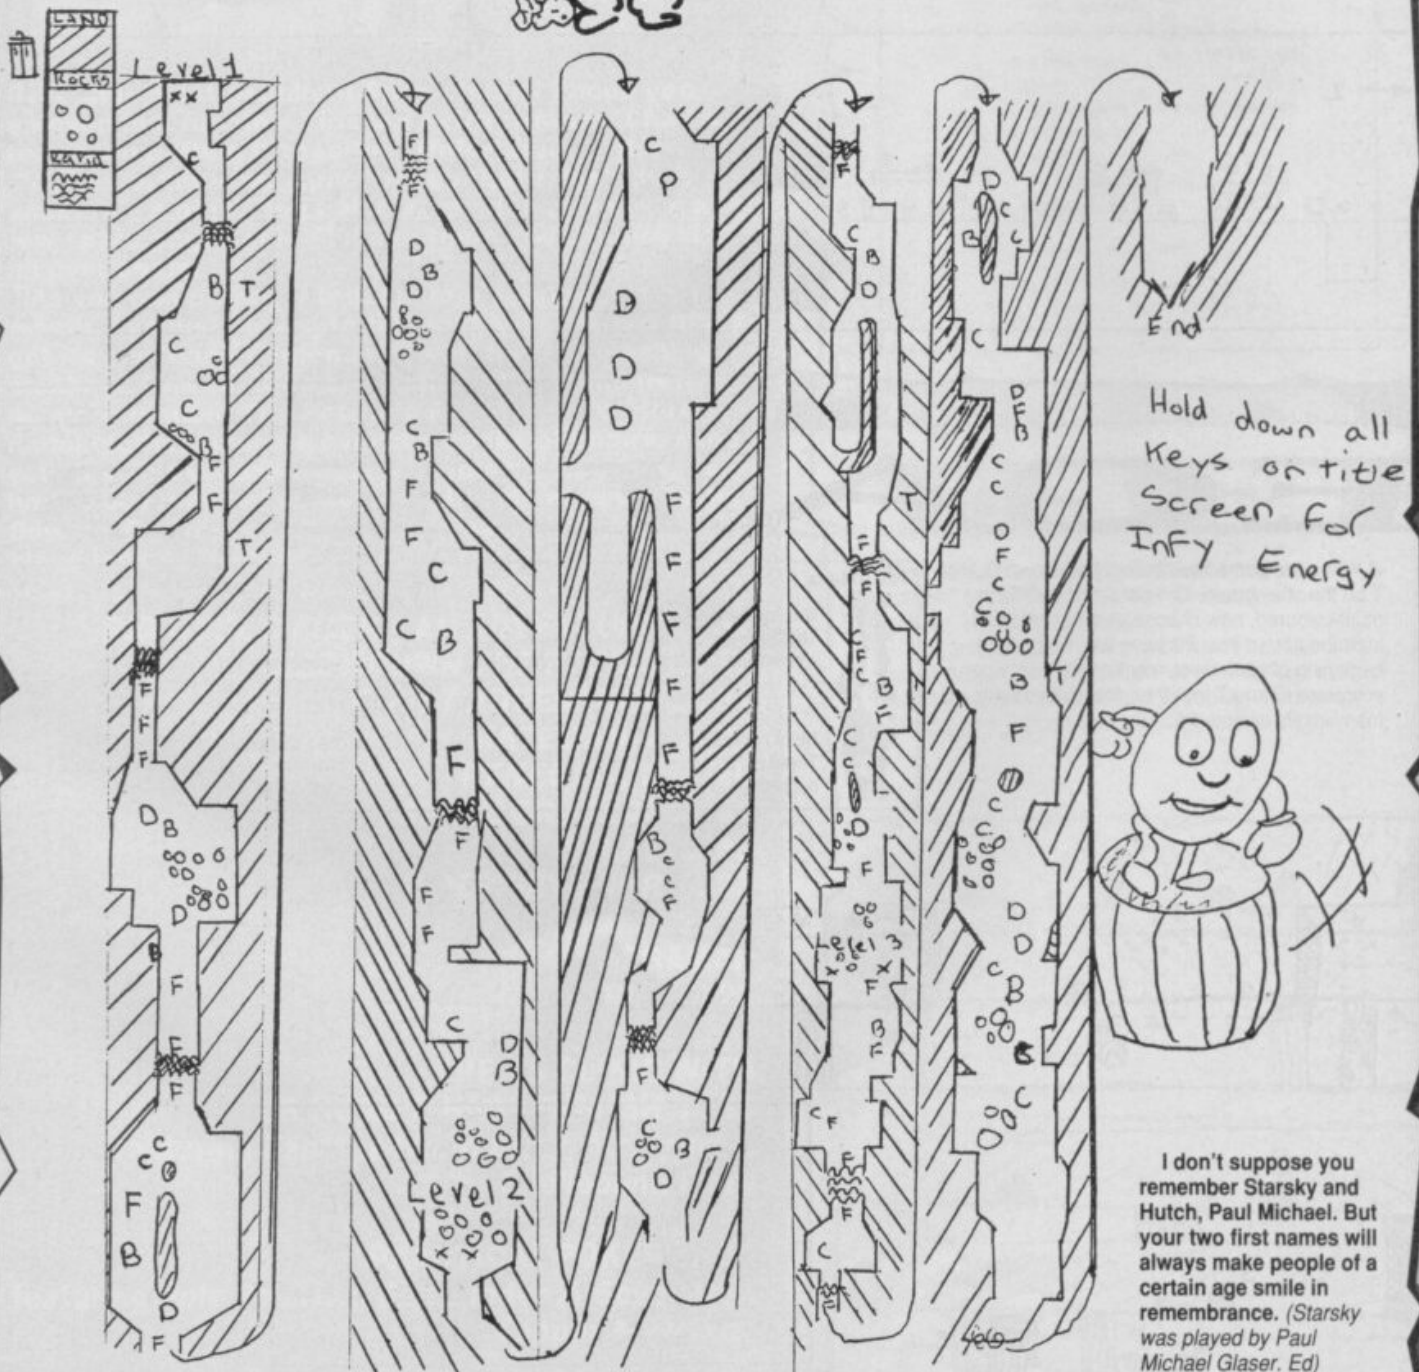 LAND
ROCKS
Rapid
Level 1
x x
F
B T
C
C
C
B
F
F
T
F
F
F
D B
D
B
F
F
F
C
C
F
B
D
F
F
F
D
B
D
C
B
F
F
C
C B
F
F
F
F
C
D
B
Level 2
x x
C
P
D
D
D
F
F
F
F
F
B
C
C
F
F
C
B
D
F
C
B
D
T
F
F
C
F
C
B
F
C
C
D
F
Level 3
x x
F
B
F
C F
F
F
C
F
D
C
B C
C
D
F
B
C
C
D
F
C
C
B
T
F
C
C
D
D
C
B
B
C
End
Hold down all
Keys on title
Screen For
InFy Energy
I don't suppose you
remember Starsky and
Hutch, Paul Michael. But
your two first names will
always make people of a
certain age smile in
remembrance. (Starsky
was played by Paul
Michael Glaser. Ed)